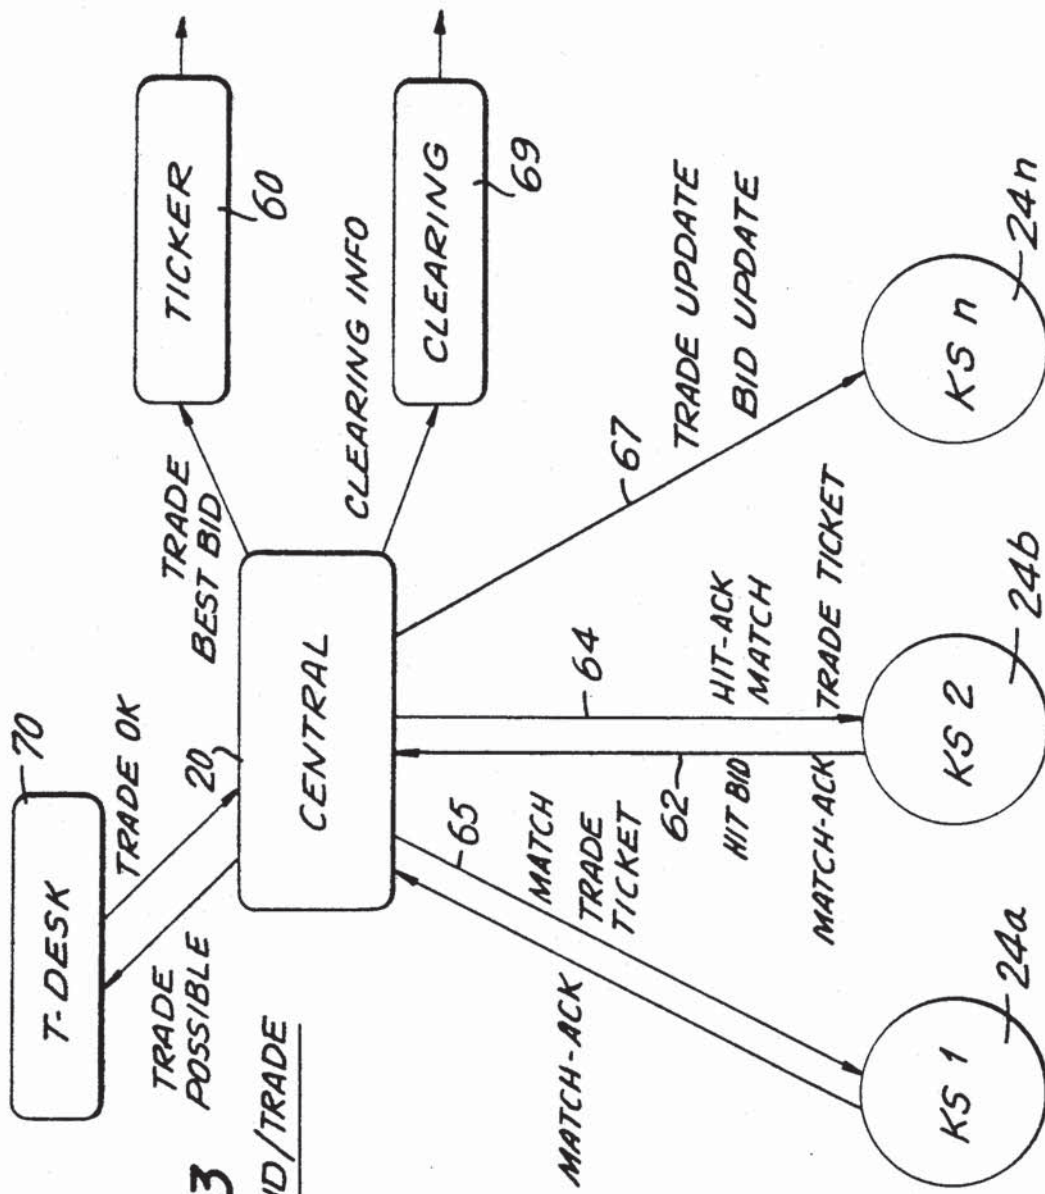 T-DESK
70
TRADE
POSSIBLE
TRADE OK
3
ID/TRADE
20
CENTRAL
TRADE
BEST BID
TICKER
60
CLEARING INFO
CLEARING
69
65
MATCH
TRADE
TICKET
MATCH-ACK
62
HIT BID
MATCH-ACK
64
HIT-ACK
MATCH
TRADE TICKET
67
TRADE UPDATE
BID UPDATE
KS 1
24a
KS 2
24b
KS n
24n